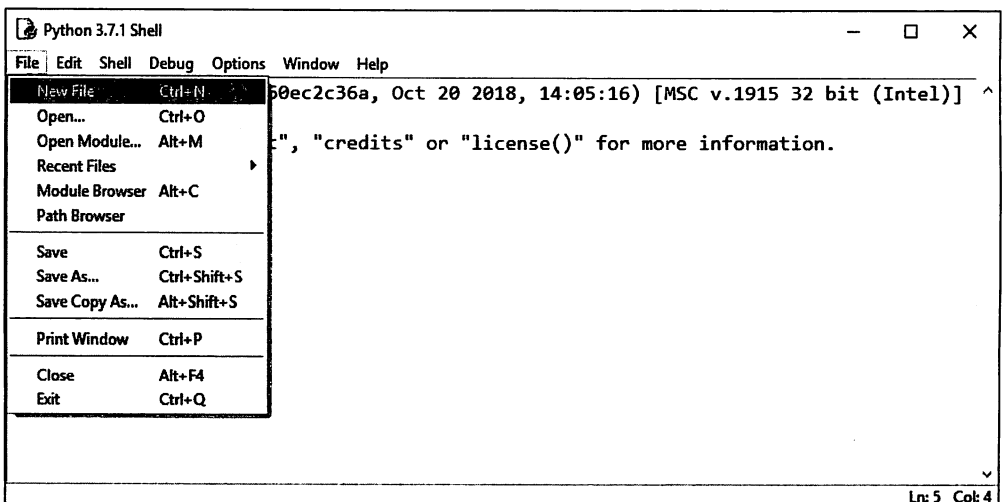 Python 3.7.1 Shell
File Edit Shell Debug Options Window Help
New File Ctrl+N
50ec2c36a, Oct 20 2018, 14:05:16) [MSC v.1915 32 bit (Intel)]
Open... Ctrl+O
Open Module... Alt+M
t", "credits" or "license()" for more information.
Recent Files
Module Browser Alt+C
Path Browser
Save Ctrl+S
Save As... Ctrl+Shift+S
Save Copy As... Alt+Shift+S
Print Window Ctrl+P
Close Alt+F4
Exit Ctrl+Q
Ln: 5 Col: 4